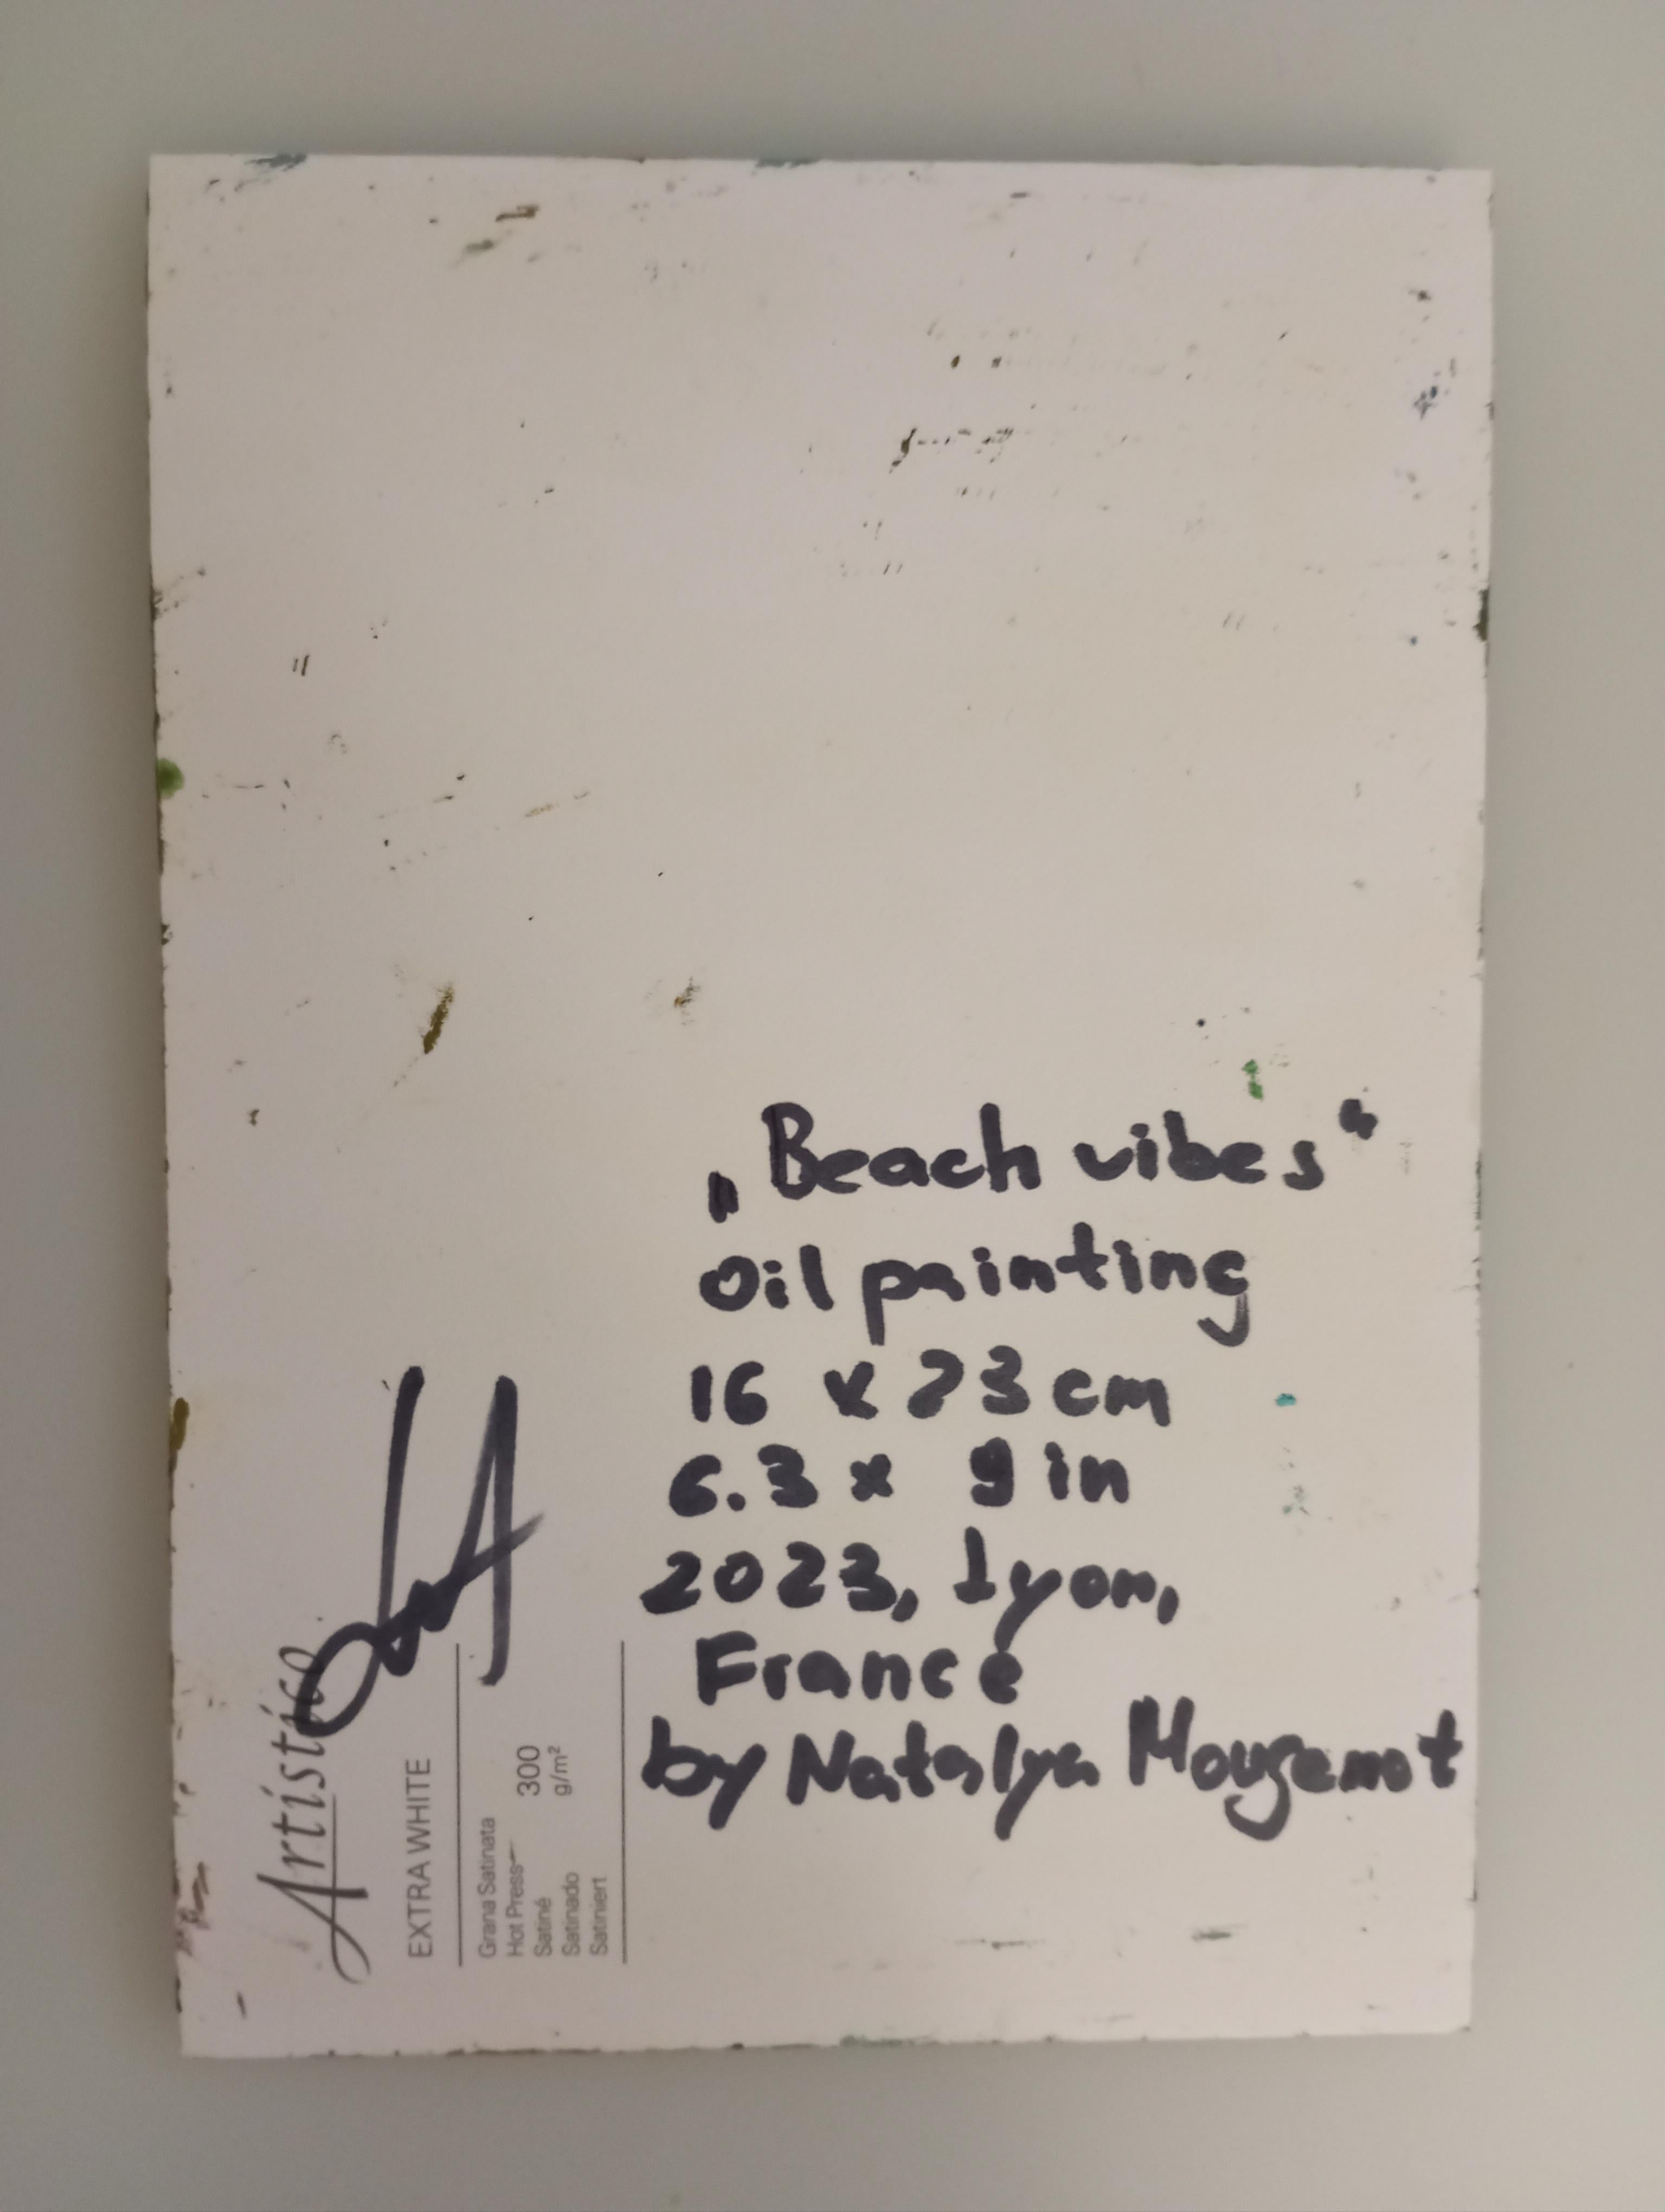 „Beach vibes“
Oil painting
16 x 23 cm
6.3 x 9 in
2023, Lyon,
France
by Natalya Mougenot
Artistico
EXTRA WHITE
Grana Satinata
Hot Press
Satiné
Satinado
Satiniert
300
g/m²